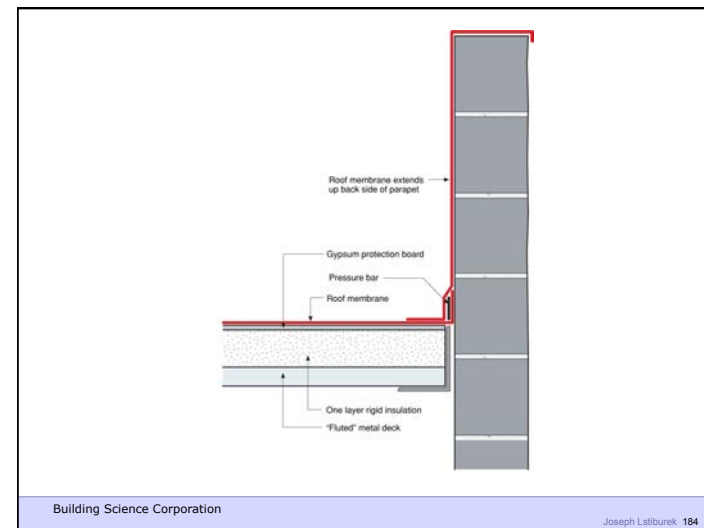 Roof membrane extends
up back side of parapet
Gypsum protection board
Pressure bar
Roof membrane
One layer rigid insulation
"Fluted" metal deck
Building Science Corporation
Joseph Lstiburek 184